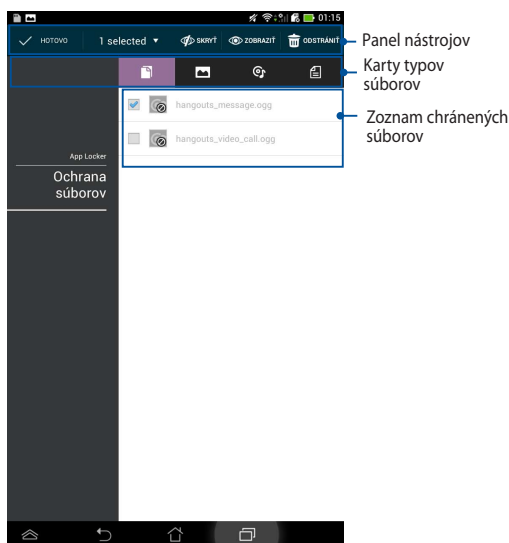 01:15
HOTOVO 1 selected SKRYŤ ZOBRAZIŤ ODSTRÁNIŤ
Panel nástrojov
Karty typov
súborov
hangouts_message.ogg
Zoznam chránených
súborov
hangouts_video_call.ogg
App Locker
Ochrana
súborov